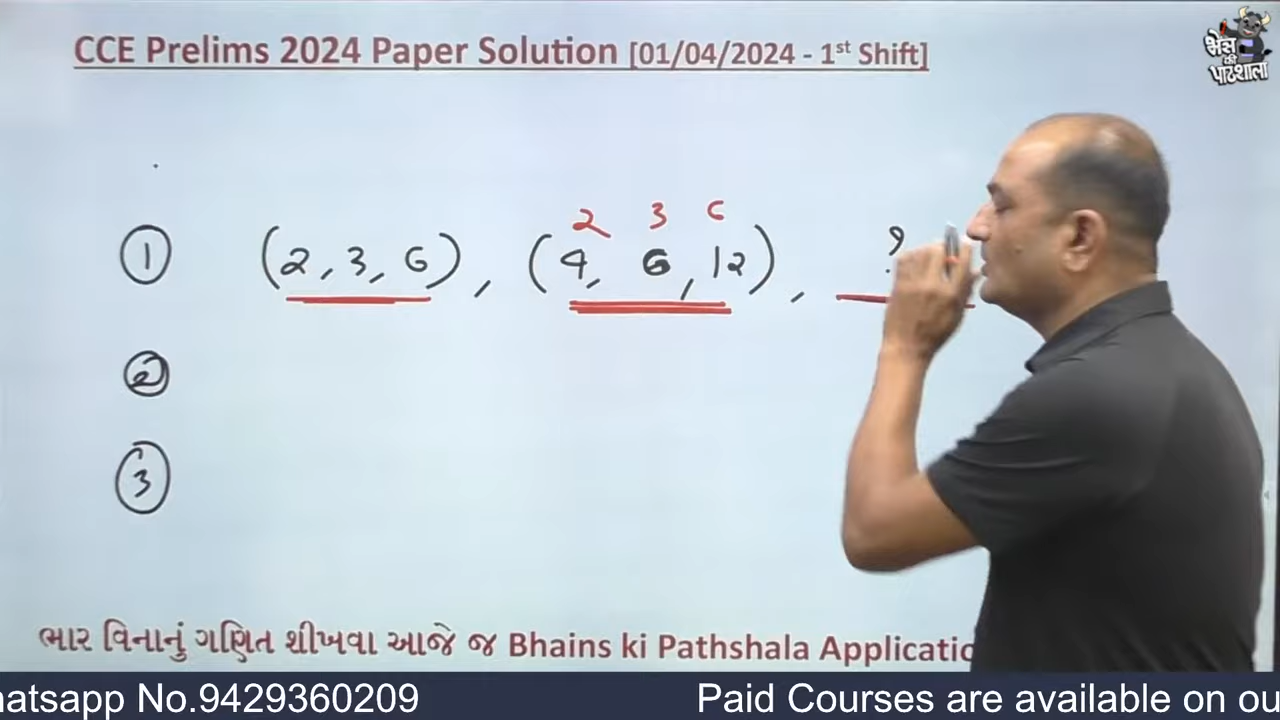 CCE Prelims 2024 Paper Solution [01/04/2024 - 1st Shift]
भैंस
की
पाठशाला
2 3 6
① (2, 3, 6), (4, 6, 12), ?
②
③
ભાર વિનાનું ગણિત શીખવા આજે જ Bhains ki Pathshala Applicatio
hatsapp No.9429360209 Paid Courses are available on ou